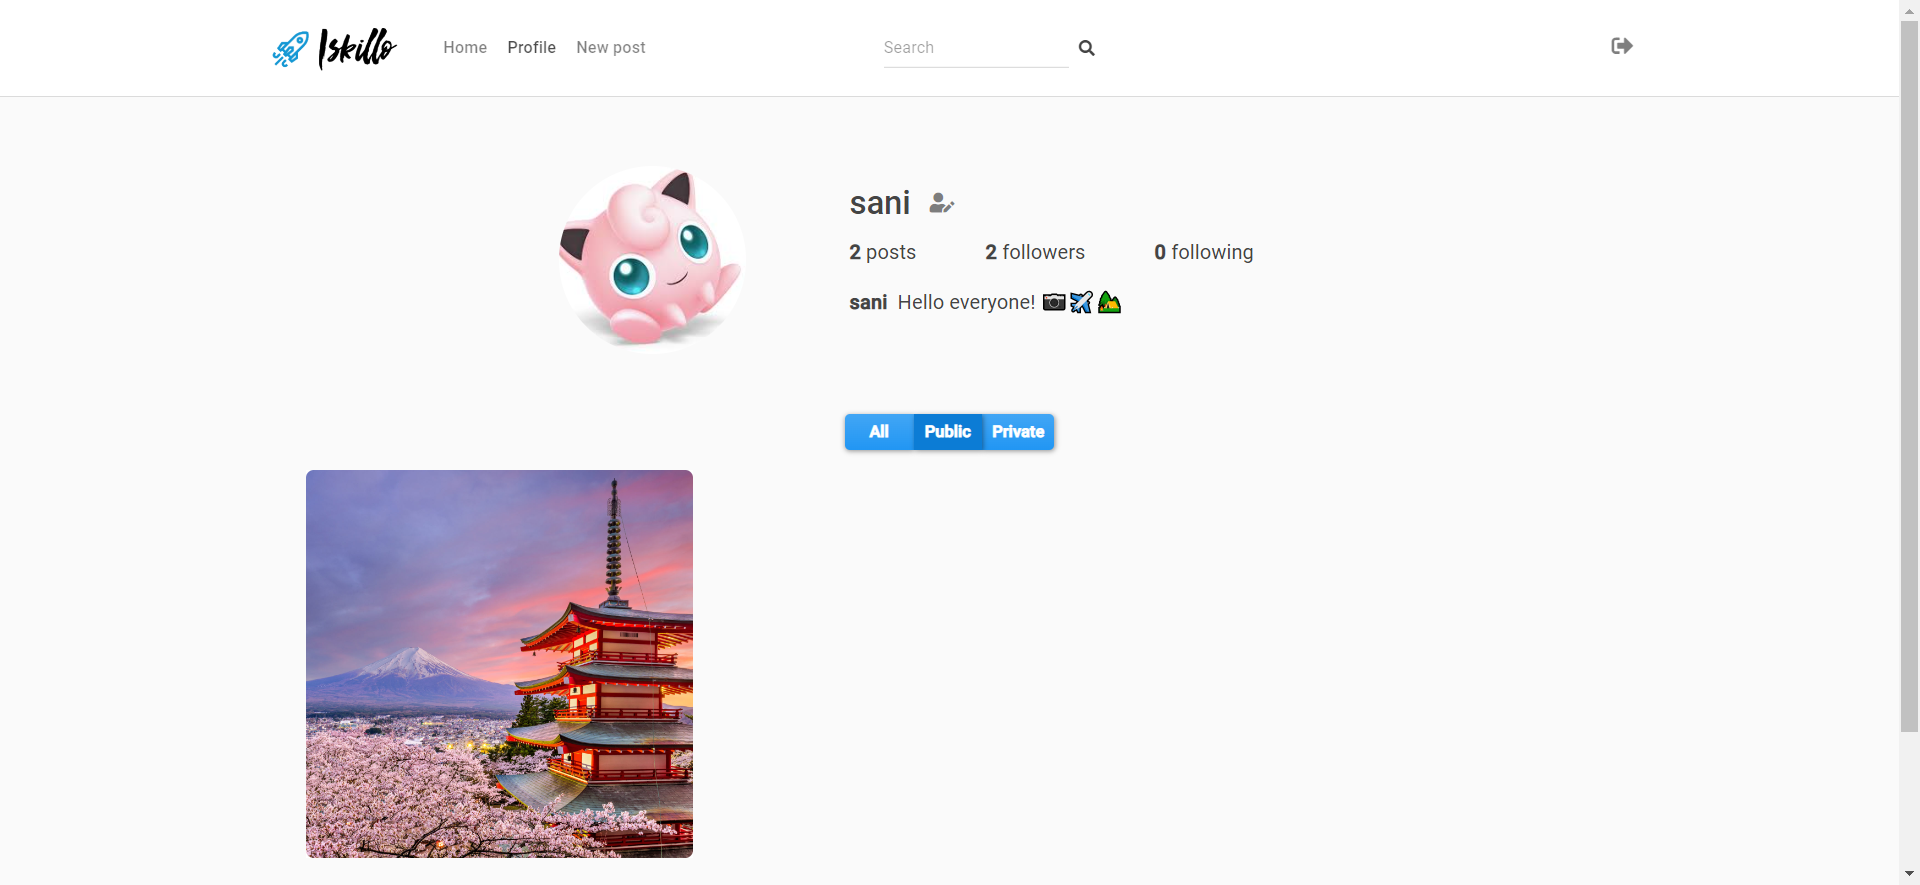 Iskillo
Home Profile New post
Search
sani
2 posts 2 followers 0 following
sani Hello everyone! 📷✈️🏕️
All Public Private